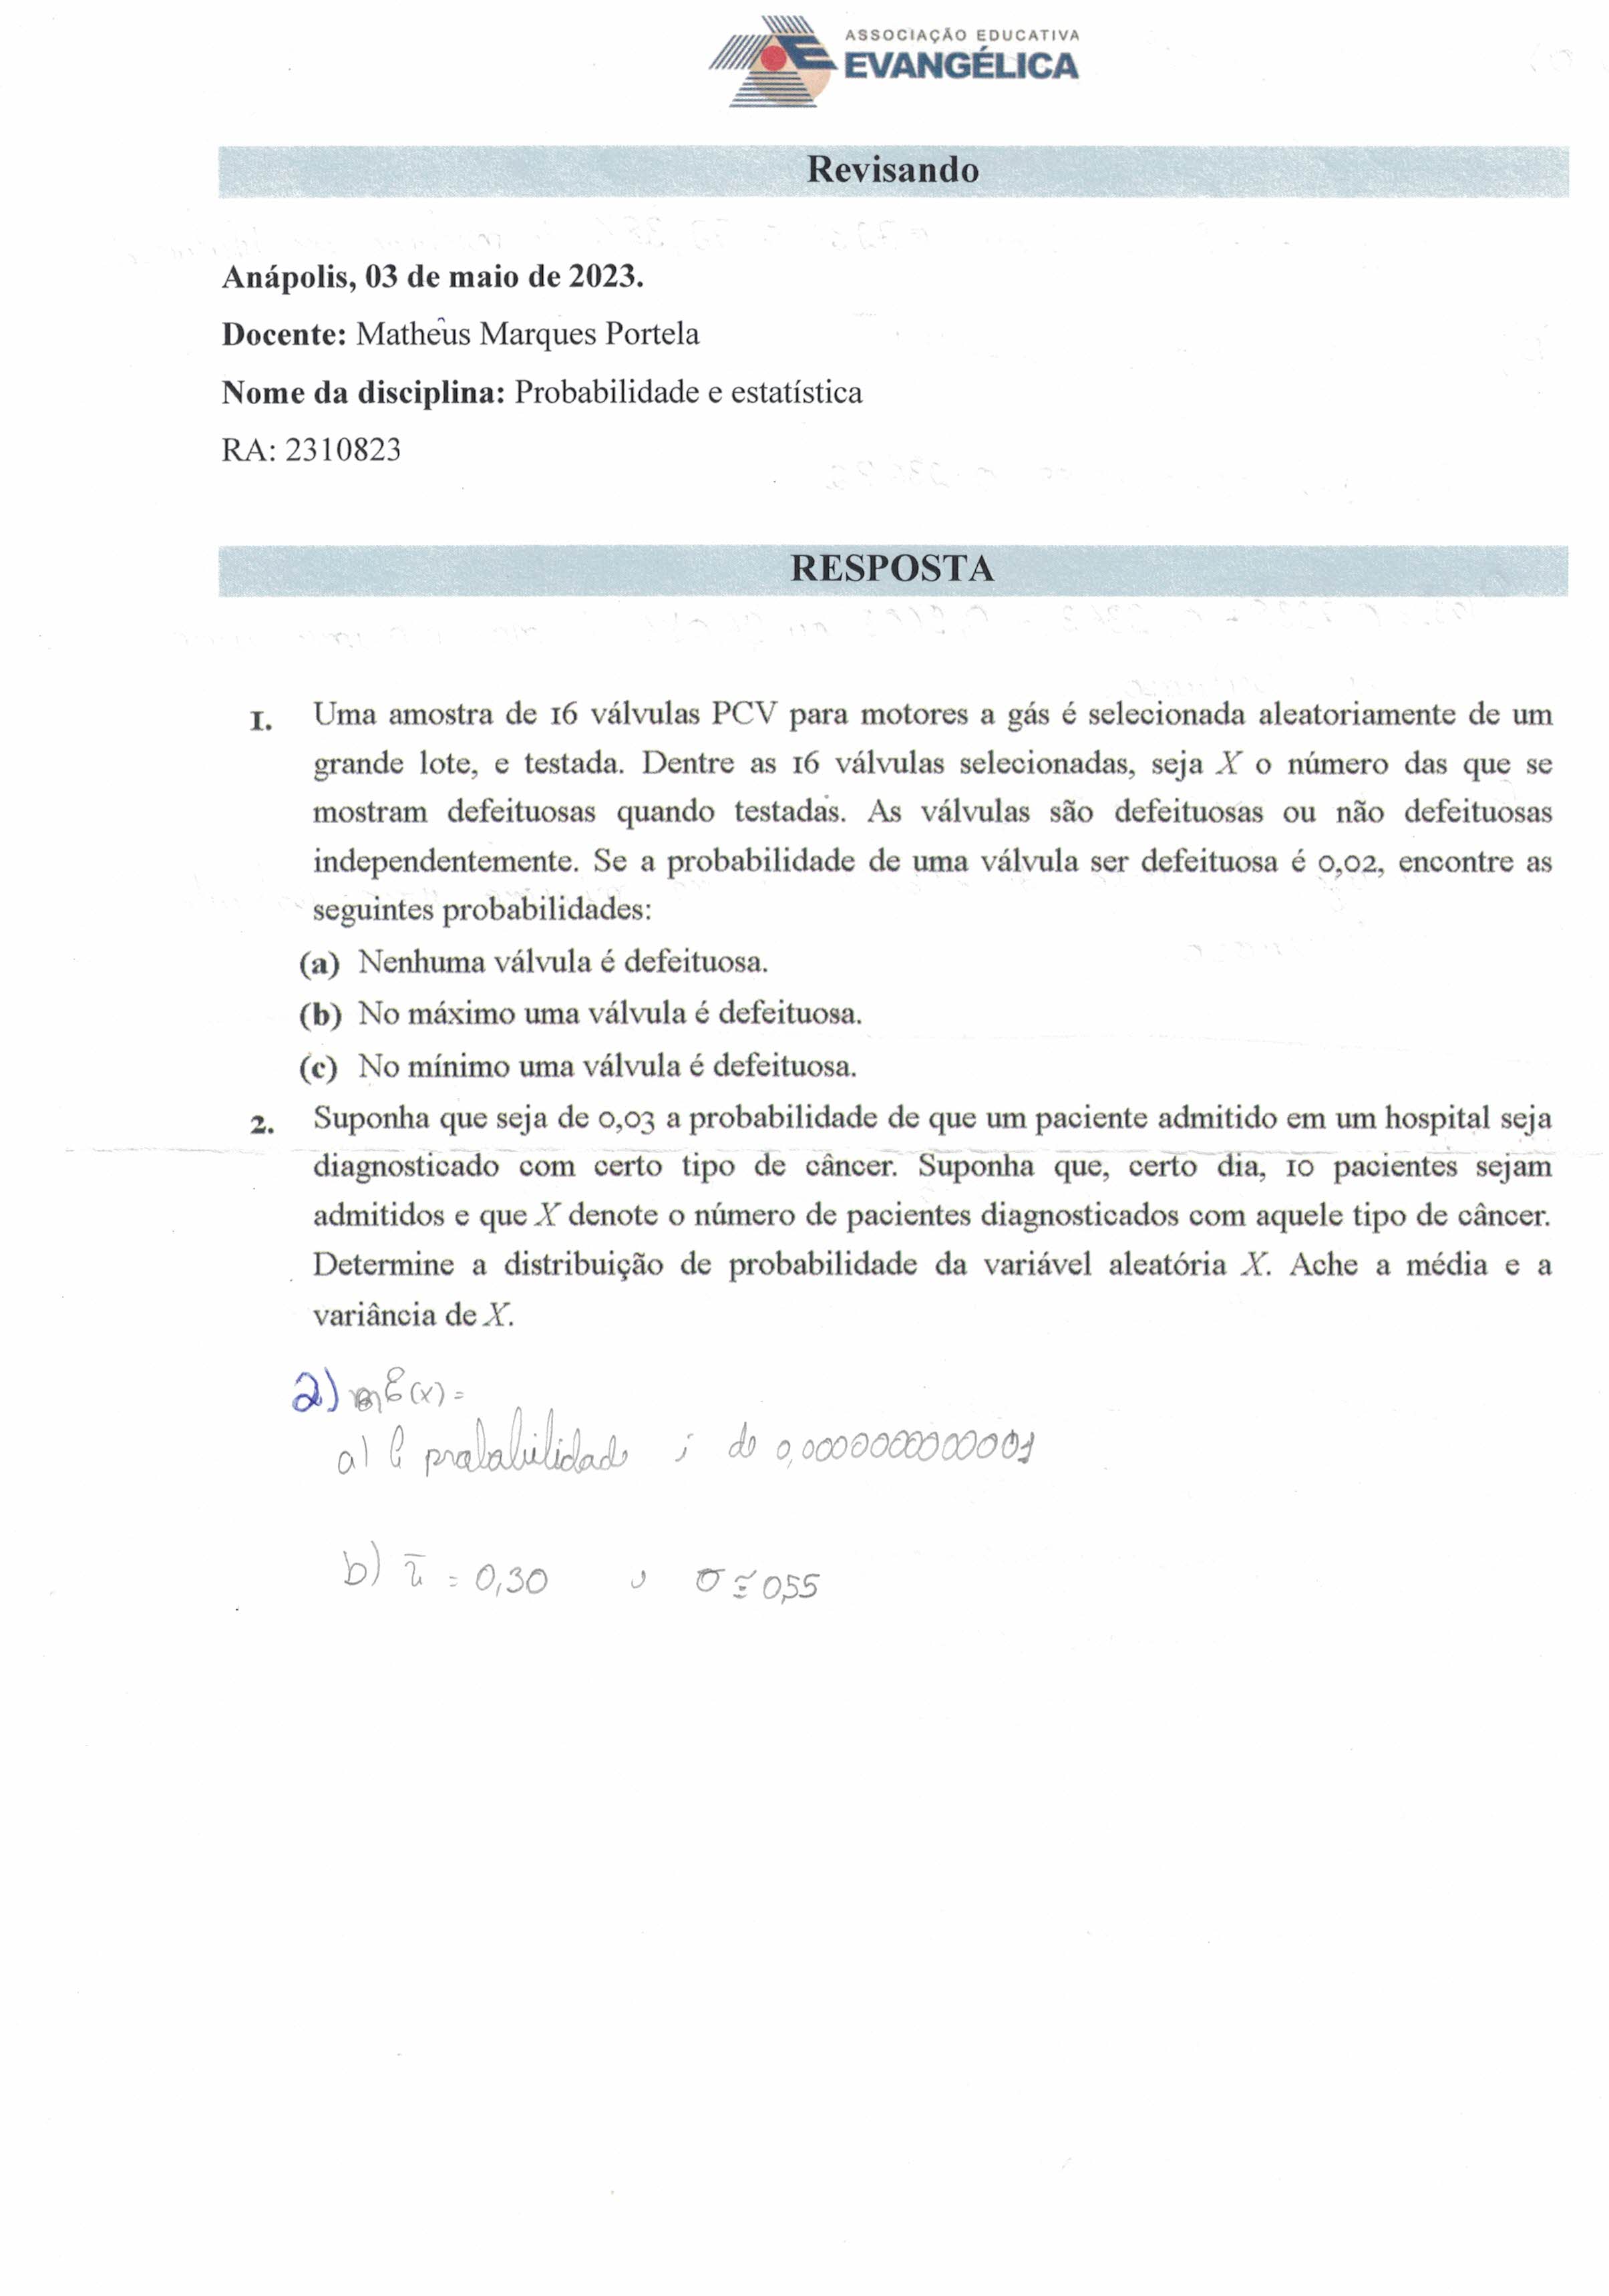 ASSOCIAÇÃO EDUCATIVA
EVANGÉLICA
Revisando
Anápolis, 03 de maio de 2023.
Docente: Matheus Marques Portela
Nome da disciplina: Probabilidade e estatística
RA: 2310823
RESPOSTA
1. Uma amostra de 16 válvulas PCV para motores a gás é selecionada aleatoriamente de um
grande lote, e testada. Dentre as 16 válvulas selecionadas, seja X o número das que se
mostram defeituosas quando testadas. As válvulas são defeituosas ou não defeituosas
independentemente. Se a probabilidade de uma válvula ser defeituosa é 0,02, encontre as
seguintes probabilidades:
(a) Nenhuma válvula é defeituosa.
(b) No máximo uma válvula é defeituosa.
(c) No mínimo uma válvula é defeituosa.
2. Suponha que seja de 0,03 a probabilidade de que um paciente admitido em um hospital seja
diagnosticado com certo tipo de câncer. Suponha que, certo dia, 10 pacientes sejam
admitidos e que X denote o número de pacientes diagnosticados com aquele tipo de câncer.
Determine a distribuição de probabilidade da variável aleatória X. Ache a média e a
variância de X.
2) E(x) =
a) probabilidade de 0,0000000000001
b) = 0,30 σ ≅ 0,55